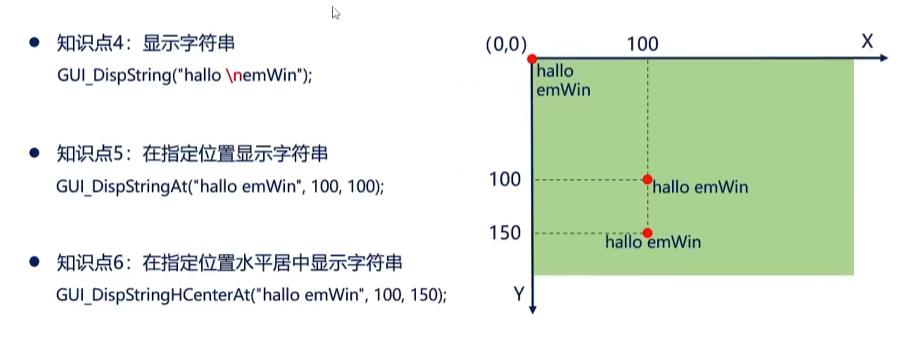 知识点4：显示字符串
GUI_DispString("hallo \nemWin");
知识点5：在指定位置显示字符串
GUI_DispStringAt("hallo emWin", 100, 100);
知识点6：在指定位置水平居中显示字符串
GUI_DispStringHCenterAt("hallo emWin", 100, 150);
(0,0)
100
X
hallo
emWin
100
hallo emWin
150
hallo emWin
Y